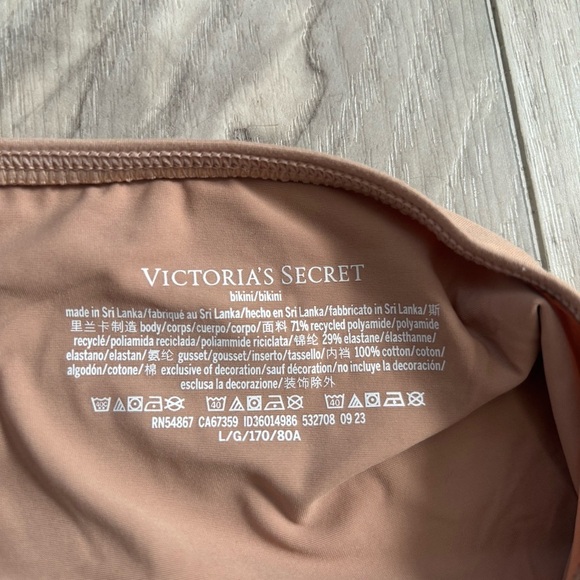 VICTORIA'S SECRET
bikini/bikini
made in Sri Lanka/fabriqué au Sri Lanka/hecho en Sri Lanka/fabbricato in Sri Lanka/斯
里兰卡制造 body/corps/cuerpo/corpo/面料 71% recycled polyamide/polyamide
recyclé/poliamida reciclada/poliammide riciclata/锦纶 29% elastane/élasthanne/
elastano/elastan/氨纶 gusset/gousset/inserto/tassello/内裆 100% cotton/coton/
algodón/cotone/棉 exclusive of decoration/sauf décoration/no incluye la decoración/
esclusa la decorazione/装饰除外
40 40
RN54867 CA67359 ID36014986 532708 09 23
L/G/170/80A